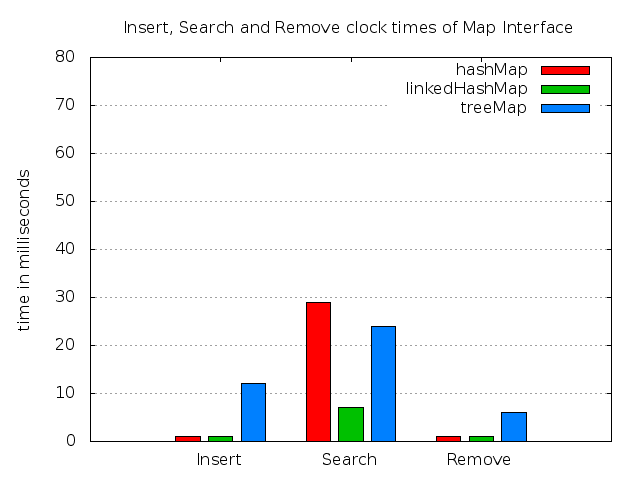 Insert, Search and Remove clock times of Map Interface
80
70
60
50
40
30
20
10
0
time in milliseconds
hashMap
linkedHashMap
treeMap
Insert Search Remove